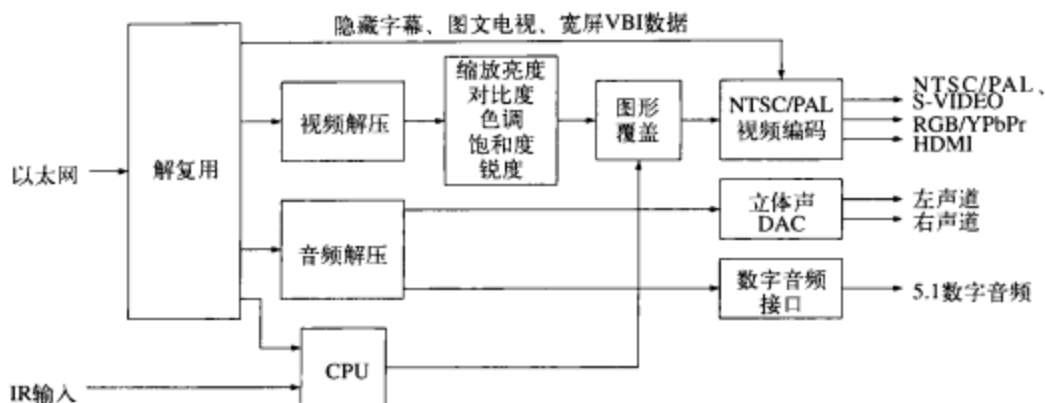 隐藏字幕、图文电视、宽屏VBI数据
以太网
解复用
视频解压
缩放亮度
对比度
色调
饱和度
锐度
图形
覆盖
NTSC/PAL
视频编码
NTSC/PAL、
S-VIDEO
RGB/YPbPr
HDMI
音频解压
立体声
DAC
左声道
右声道
数字音频
接口
5.1数字音频
CPU
IR输入